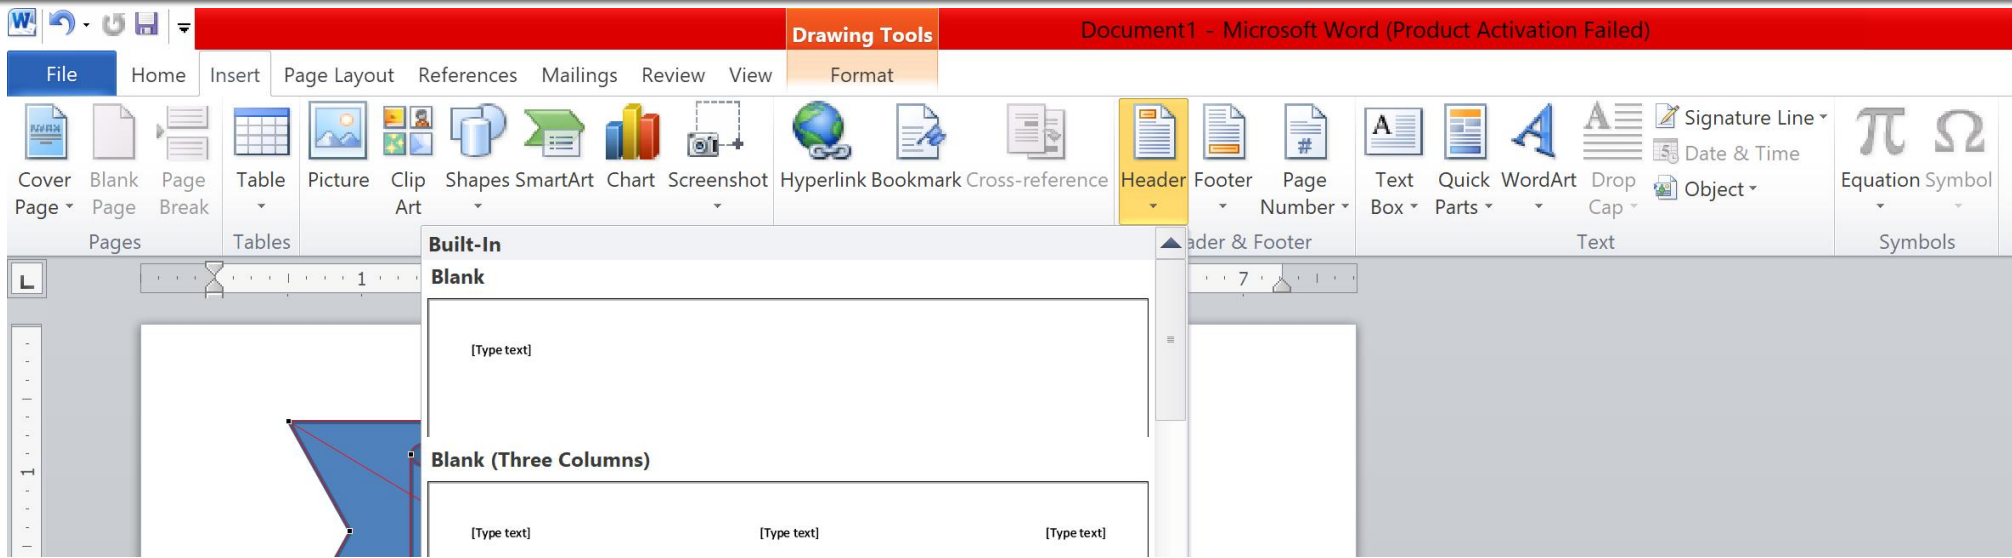 Drawing Tools
Document1 - Microsoft Word (Product Activation Failed)
File Home Insert Page Layout References Mailings Review View Format
Cover Page
Blank Page
Page Break
Pages
Table
Tables
Picture
Clip Art
Shapes
SmartArt
Chart
Screenshot
Hyperlink
Bookmark
Cross-reference
Header
Footer
Page Number
ader & Footer
Text Box
Quick Parts
WordArt
Drop Cap
Signature Line
Date & Time
Object
Text
Equation
Symbol
Symbols
Built-In
Blank
[Type text]
Blank (Three Columns)
[Type text] [Type text] [Type text]
1 7
1